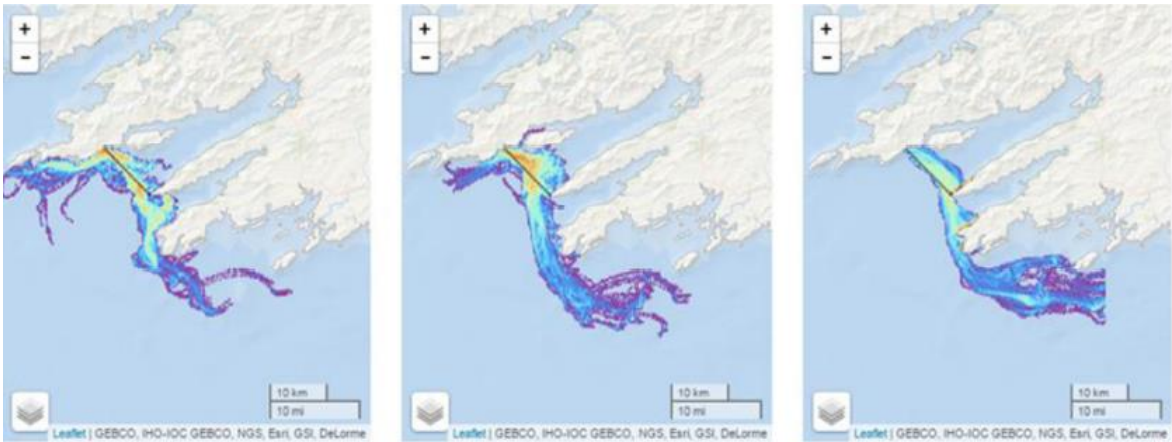 +
−
10 km
10 mi
Leaflet | GEBCO, IHO-IOC GEBCO, NGS, Esri, GSI, DeLorme
+
−
10 km
10 mi
Leaflet | GEBCO, IHO-IOC GEBCO, NGS, Esri, GSI, DeLorme
+
−
10 km
10 mi
Leaflet | GEBCO, IHO-IOC GEBCO, NGS, Esri, GSI, DeLorme